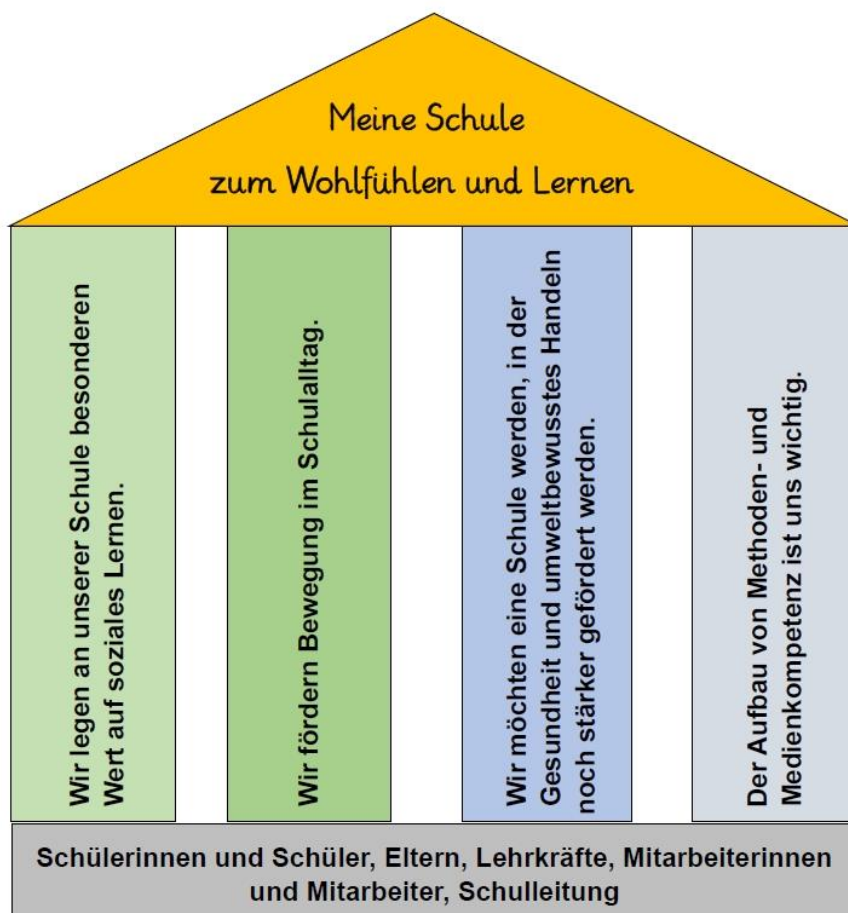 Meine Schule
zum Wohlfühlen und Lernen
Wir legen an unserer Schule besonderen
Wert auf soziales Lernen.
Wir fördern Bewegung im Schulalltag.
Wir möchten eine Schule werden, in der
Gesundheit und umweltbewusstes Handeln
noch stärker gefördert werden.
Der Aufbau von Methoden- und
Medienkompetenz ist uns wichtig.
Schülerinnen und Schüler, Eltern, Lehrkräfte, Mitarbeiterinnen
und Mitarbeiter, Schulleitung